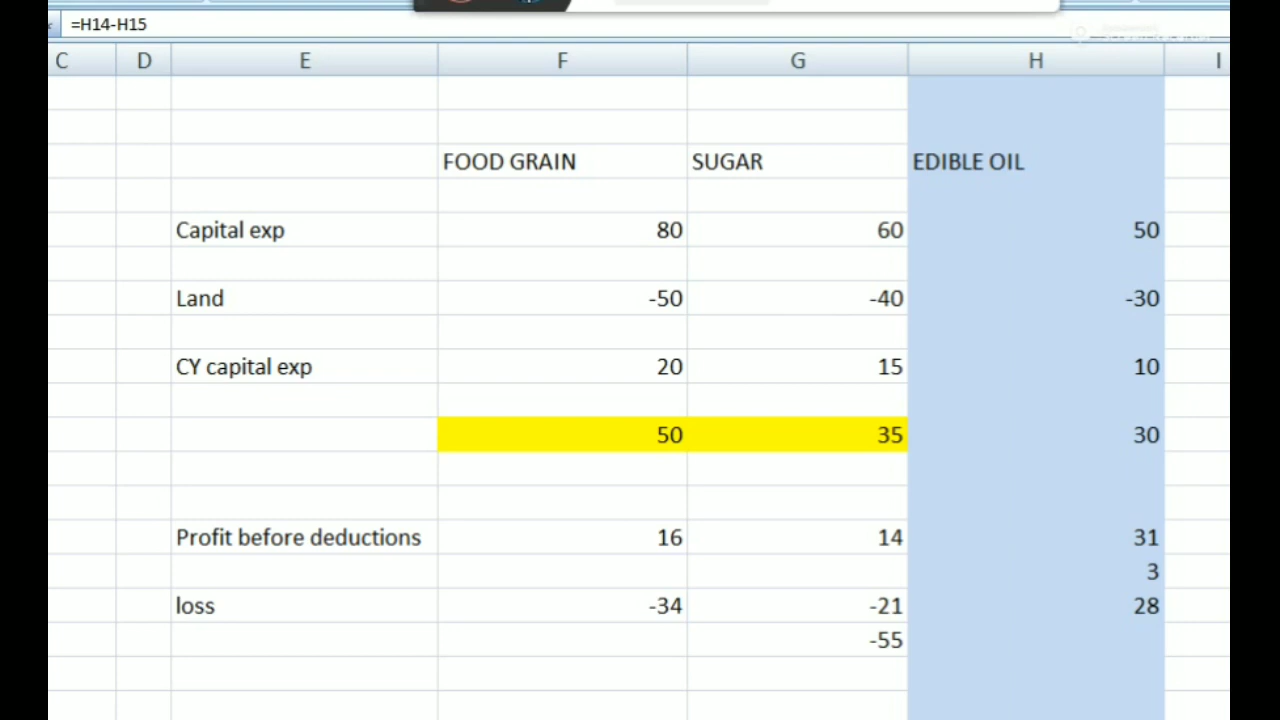 =H14-H15
C D E F G H I
FOOD GRAIN SUGAR EDIBLE OIL
Capital exp 80 60 50
Land -50 -40 -30
CY capital exp 20 15 10
50 35 30
Profit before deductions 16 14 31
3
loss -34 -21 28
-55